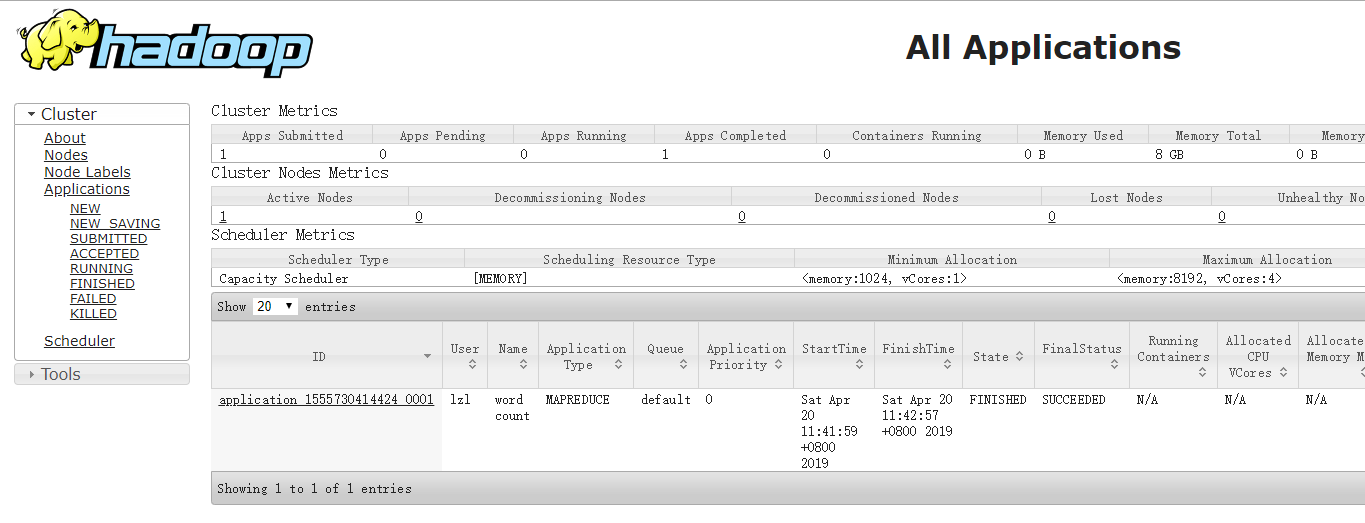 hadoop
All Applications
Cluster
About
Nodes
Node Labels
Applications
NEW
NEW_SAVING
SUBMITTED
ACCEPTED
RUNNING
FINISHED
FAILED
KILLED
Scheduler
Tools
Cluster Metrics
Apps Submitted Apps Pending Apps Running Apps Completed Containers Running Memory Used Memory Total Memory
1 0 0 1 0 0 B 8 GB 0 B
Cluster Nodes Metrics
Active Nodes Decommissioning Nodes Decommissioned Nodes Lost Nodes Unhealthy No
1 0 0 0 0
Scheduler Metrics
Scheduler Type Scheduling Resource Type Minimum Allocation Maximum Allocation
Capacity Scheduler [MEMORY] <memory:1024, vCores:1> <memory:8192, vCores:4>
Show 20 entries
ID User Name Application Type Queue Application Priority StartTime FinishTime State FinalStatus Running Containers Allocated CPU VCores Allocate Memory M
application_1555730414424_0001 lzl word count MAPREDUCE default 0 Sat Apr 20 11:41:59 +0800 2019 Sat Apr 20 11:42:57 +0800 2019 FINISHED SUCCEEDED N/A N/A N/A
Showing 1 to 1 of 1 entries